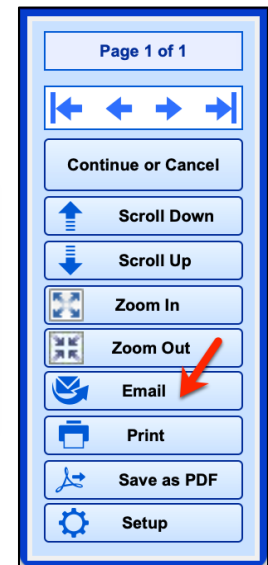 Page 1 of 1
Continue or Cancel
Scroll Down
Scroll Up
Zoom In
Zoom Out
Email
Print
Save as PDF
Setup